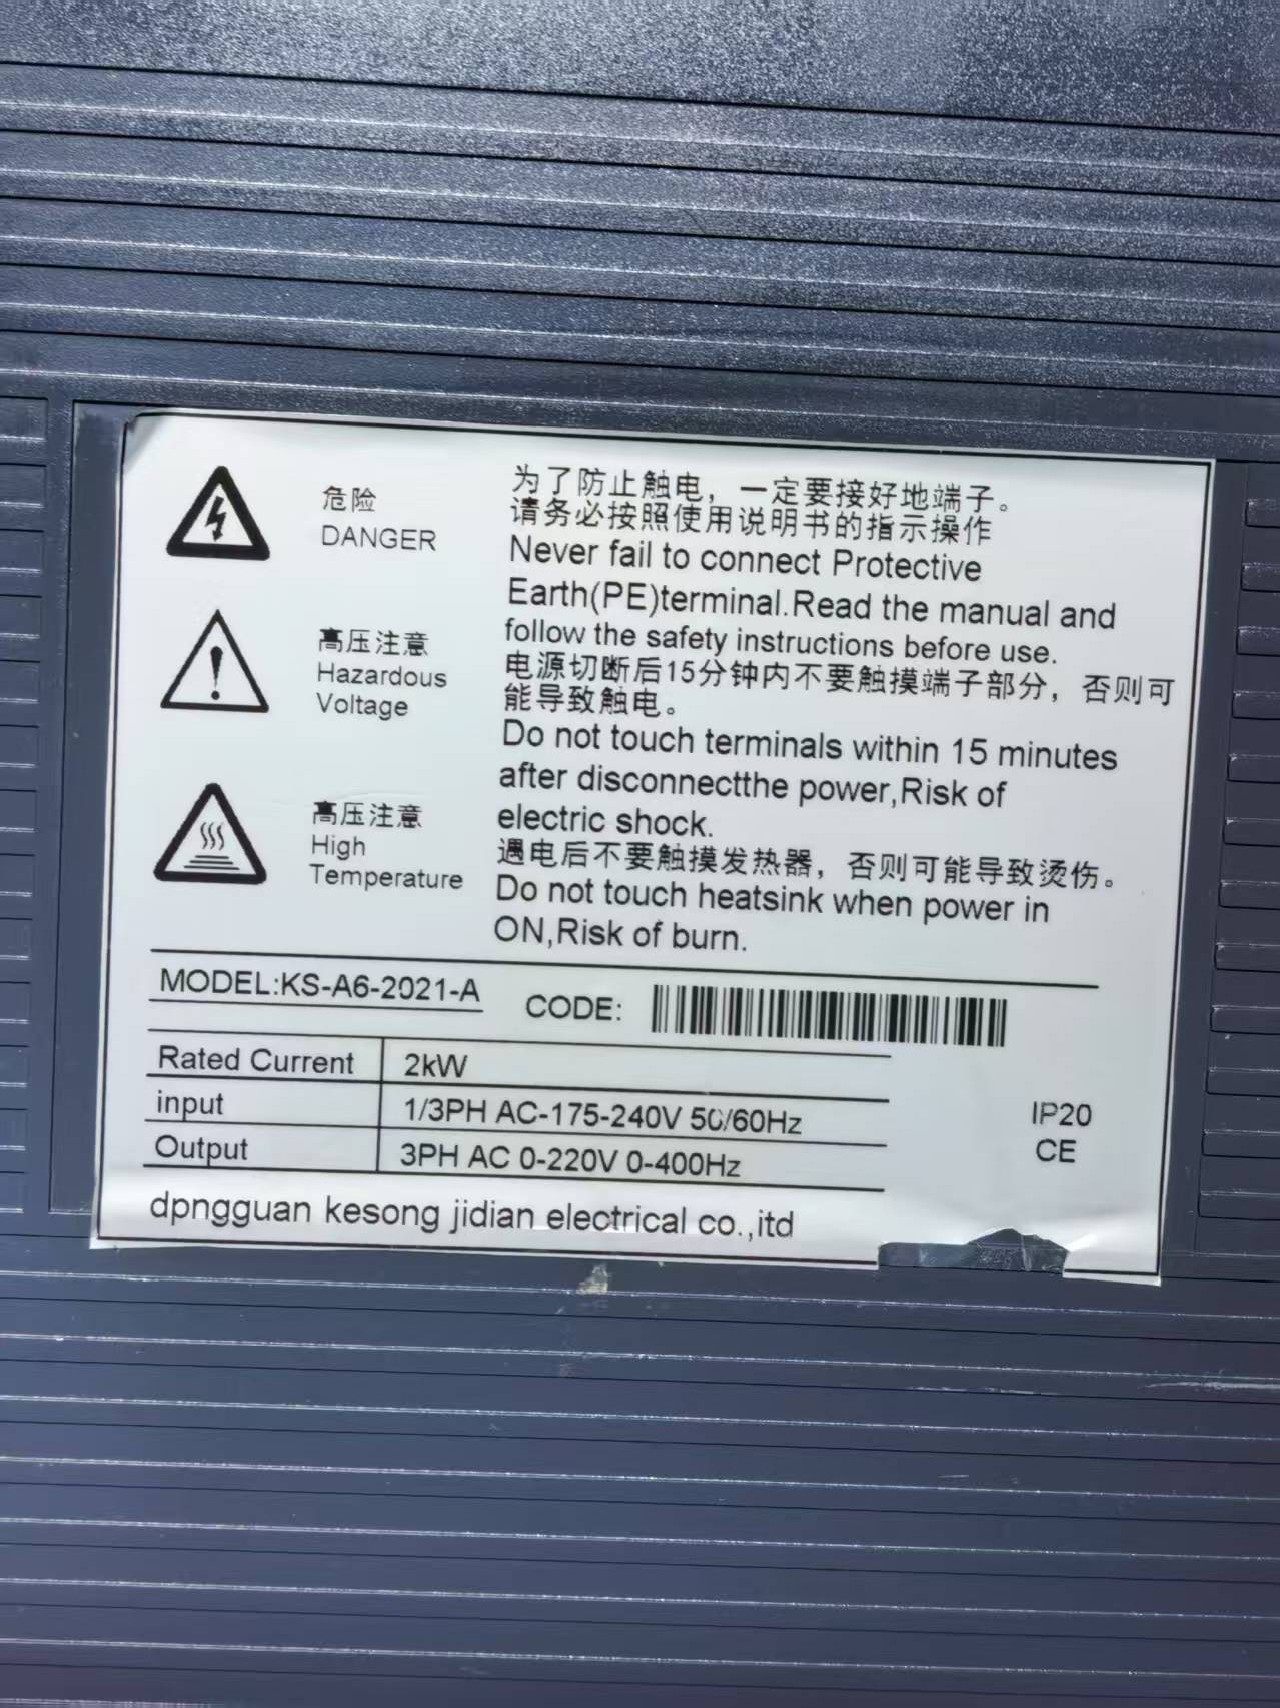 危险
DANGER
为了防止触电，一定要接好地端子。
请务必按照使用说明书的指示操作
Never fail to connect Protective
Earth(PE)terminal.Read the manual and
follow the safety instructions before use.
高压注意
Hazardous
Voltage
电源切断后15分钟内不要触摸端子部分，否则可
能导致触电。
Do not touch terminals within 15 minutes
after disconnectthe power,Risk of
electric shock.
高压注意
High
Temperature
遇电后不要触摸发热器，否则可能导致烫伤。
Do not touch heatsink when power in
ON,Risk of burn.
MODEL:KS-A6-2021-A
CODE:
Rated Current 2kW
input 1/3PH AC-175-240V 50/60Hz
Output 3PH AC 0-220V 0-400Hz
IP20
CE
dpngguan kesong jidian electrical co.,itd